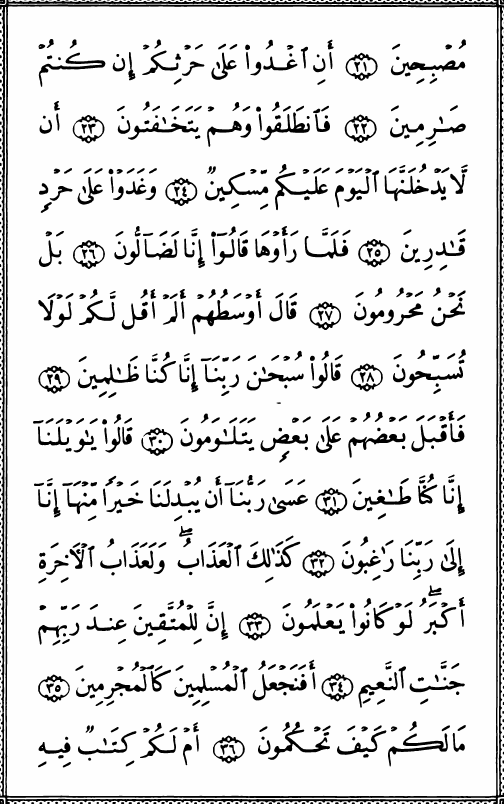 مُصْبِحِينَ ﴿٢١﴾ أَنِ ٱغْدُوا۟ عَلَىٰ حَرْثِكُمْ إِن كُنتُمْ
صَـٰرِمِينَ ﴿٢٢﴾ فَٱنطَلَقُوا۟ وَهُمْ يَتَخَـٰفَتُونَ ﴿٢٣﴾ أَن
لَّا يَدْخُلَنَّهَا ٱلْيَوْمَ عَلَيْكُم مِّسْكِينٌ ﴿٢٤﴾ وَغَدَوْا۟ عَلَىٰ حَرْدٍ
قَـٰدِرِينَ ﴿٢٥﴾ فَلَمَّا رَأَوْهَا قَالُوٓا۟ إِنَّا لَضَآلُّونَ ﴿٢٦﴾ بَلْ
نَحْنُ مَحْرُومُونَ ﴿٢٧﴾ قَالَ أَوْسَطُهُمْ أَلَمْ أَقُل لَّكُمْ لَوْلَا
تُسَبِّحُونَ ﴿٢٨﴾ قَالُوا۟ سُبْحَـٰنَ رَبِّنَآ إِنَّا كُنَّا ظَـٰلِمِينَ ﴿٢٩﴾
فَأَقْبَلَ بَعْضُهُمْ عَلَىٰ بَعْضٍ يَتَلَـٰوَمُونَ ﴿٣٠﴾ قَالُوا۟ يَـٰوَيْلَنَآ
إِنَّا كُنَّا طَـٰغِينَ ﴿٣١﴾ عَسَىٰ رَبُّنَآ أَن يُبْدِلَنَا خَيْرًا مِّنْهَآ إِنَّآ
إِلَىٰ رَبِّنَا رَٰغِبُونَ ﴿٣٢﴾ كَذَٰلِكَ ٱلْعَذَابُ ۖ وَلَعَذَابُ ٱلْـَٔاخِرَةِ
أَكْبَرُ ۖ لَوْ كَانُوا۟ يَعْلَمُونَ ﴿٣٣﴾ إِنَّ لِلْمُتَّقِينَ عِندَ رَبِّهِمْ
جَنَّـٰتِ ٱلنَّعِيمِ ﴿٣٤﴾ أَفَنَجْعَلُ ٱلْمُسْلِمِينَ كَٱلْمُجْرِمِينَ ﴿٣٥﴾
مَا لَكُمْ كَيْفَ تَحْكُمُونَ ﴿٣٦﴾ أَمْ لَكُمْ كِتَـٰبٌ فِيهِ